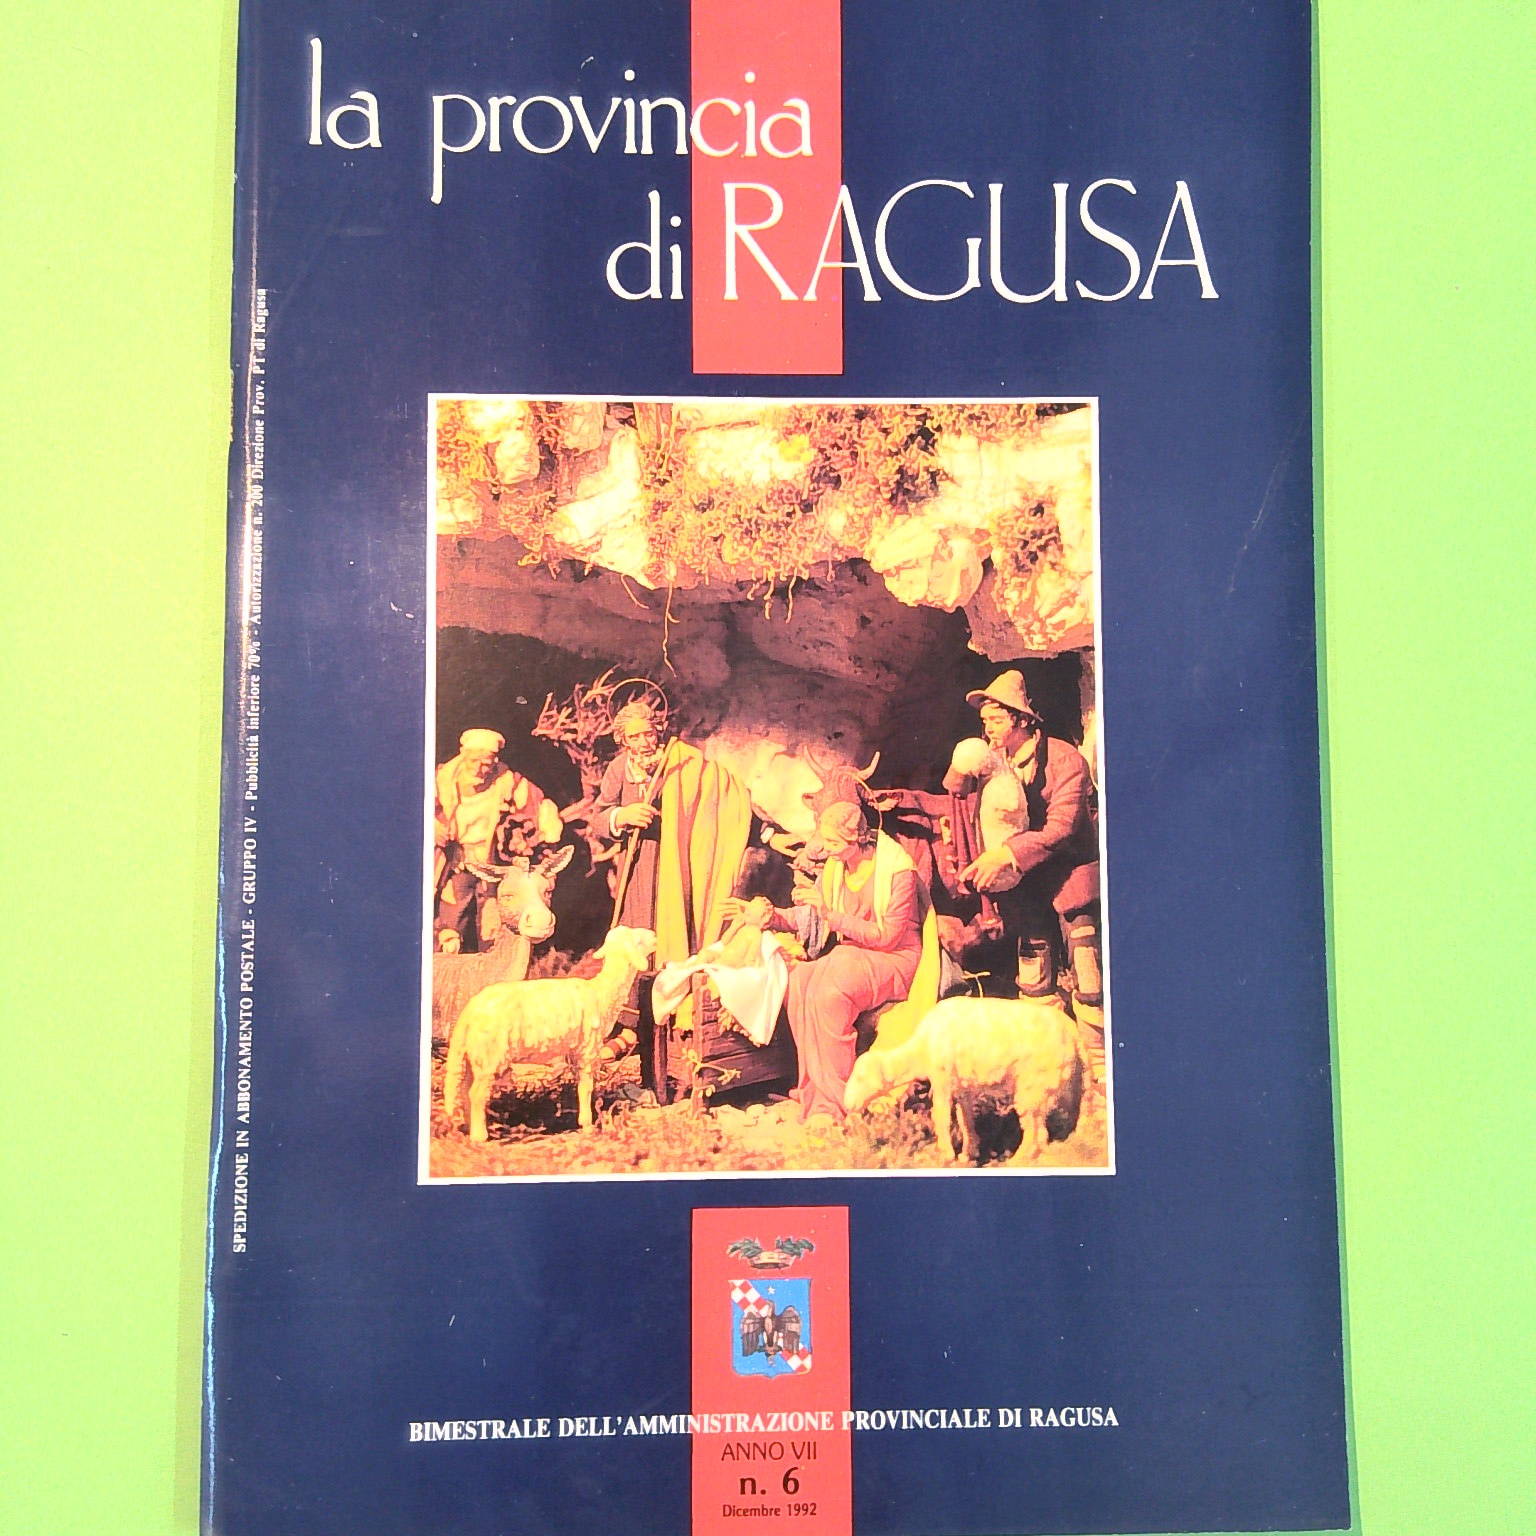 la provincia
di RAGUSA
SPEDIZIONE IN ABBONAMENTO POSTALE - GRUPPO IV - Pubblicità inferiore 70% - Autorizzazione n. 200 Direzione Prov. PT di Ragusa
BIMESTRALE DELL'AMMINISTRAZIONE PROVINCIALE DI RAGUSA
ANNO VII
n. 6
Dicembre 1992